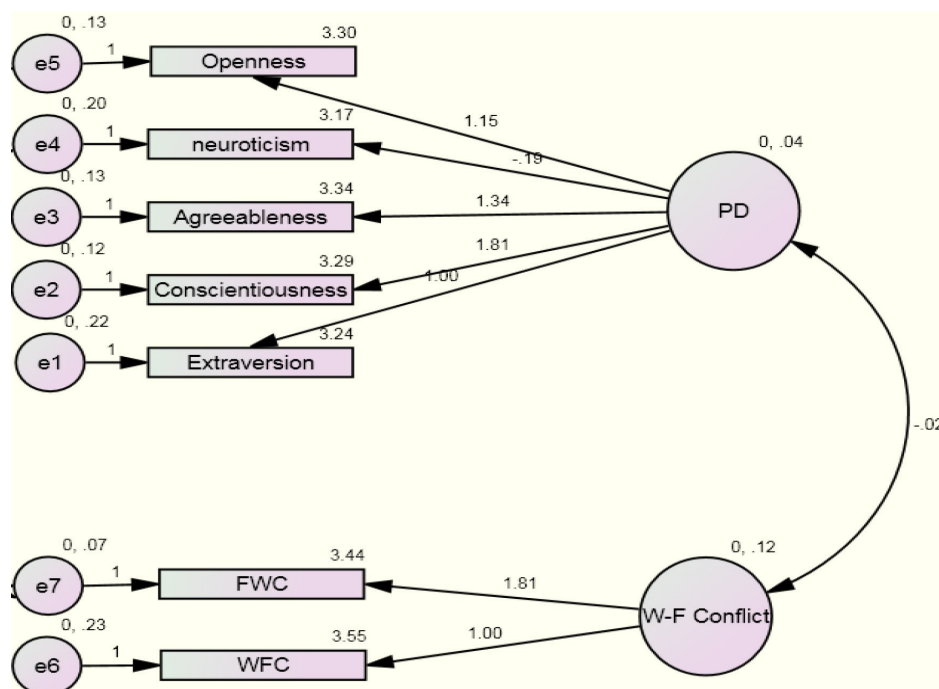 0, .13
3.30
e5
1
Openness
1.15
0, .20
3.17
e4
1
neuroticism
-.19
0, .04
PD
0, .13
3.34
e3
1
Agreeableness
1.34
0, .12
3.29
e2
1
Conscientiousness
1.81
1.00
0, .22
3.24
e1
1
Extraversion
-.02
0, .07
3.44
e7
1
FWC
1.81
0, .12
W-F Conflict
0, .23
3.55
e6
1
WFC
1.00